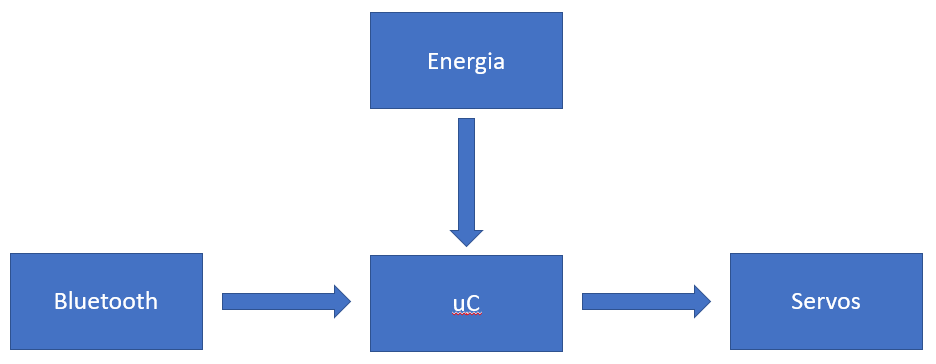 Energia
Bluetooth
uC
Servos